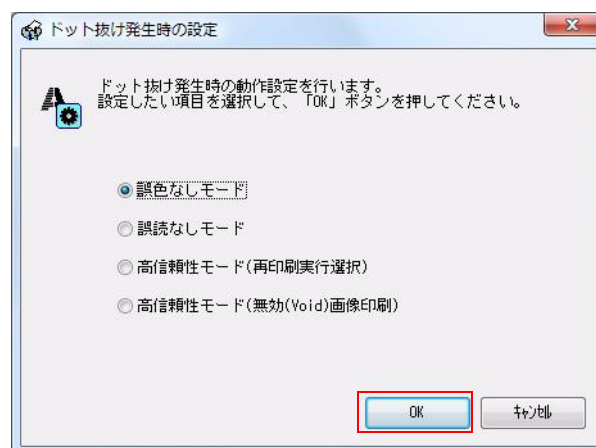 ドット抜け発生時の設定
ドット抜け発生時の動作設定を行います。
設定したい項目を選択して、「OK」ボタンを押してください。
誤色なしモード
誤読なしモード
高信頼性モード(再印刷実行選択)
高信頼性モード(無効(Void)画像印刷)
OK
ｷｬﾝｾﾙ